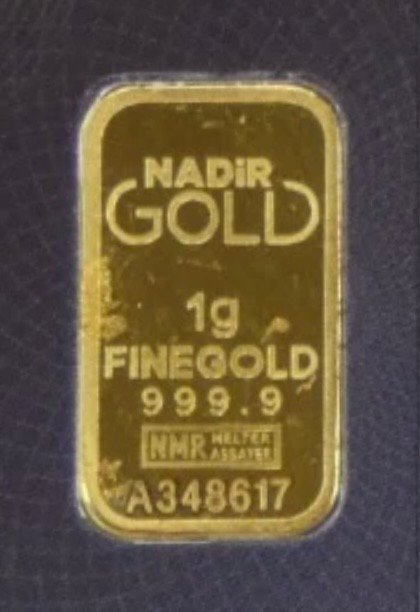 NADiR
GOLD
1g
FINEGOLD
999.9
NMR MELTER
ASSAYER
A348617